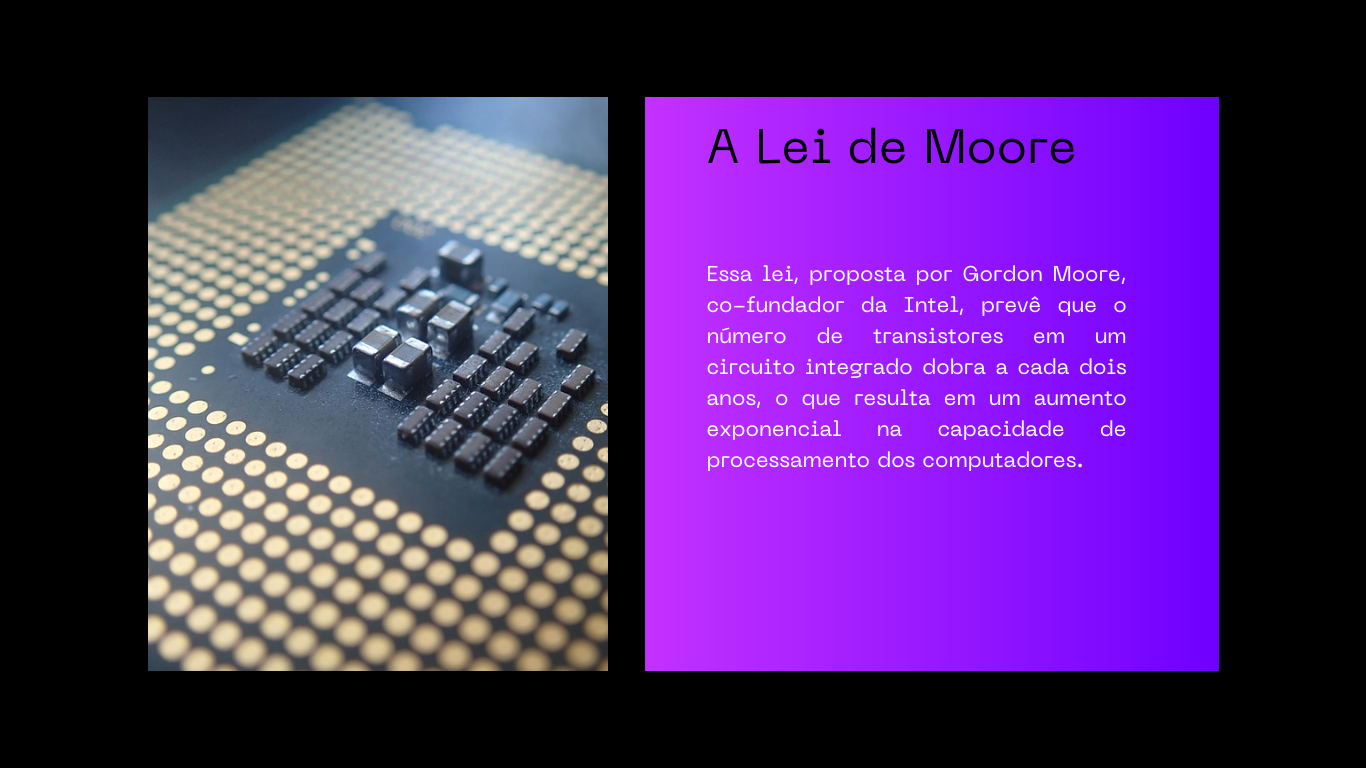 A Lei de Moore
Essa lei, proposta por Gordon Moore,
co-fundador da Intel, prevê que o
número de transistores em um
circuito integrado dobra a cada dois
anos, o que resulta em um aumento
exponencial na capacidade de
processamento dos computadores.